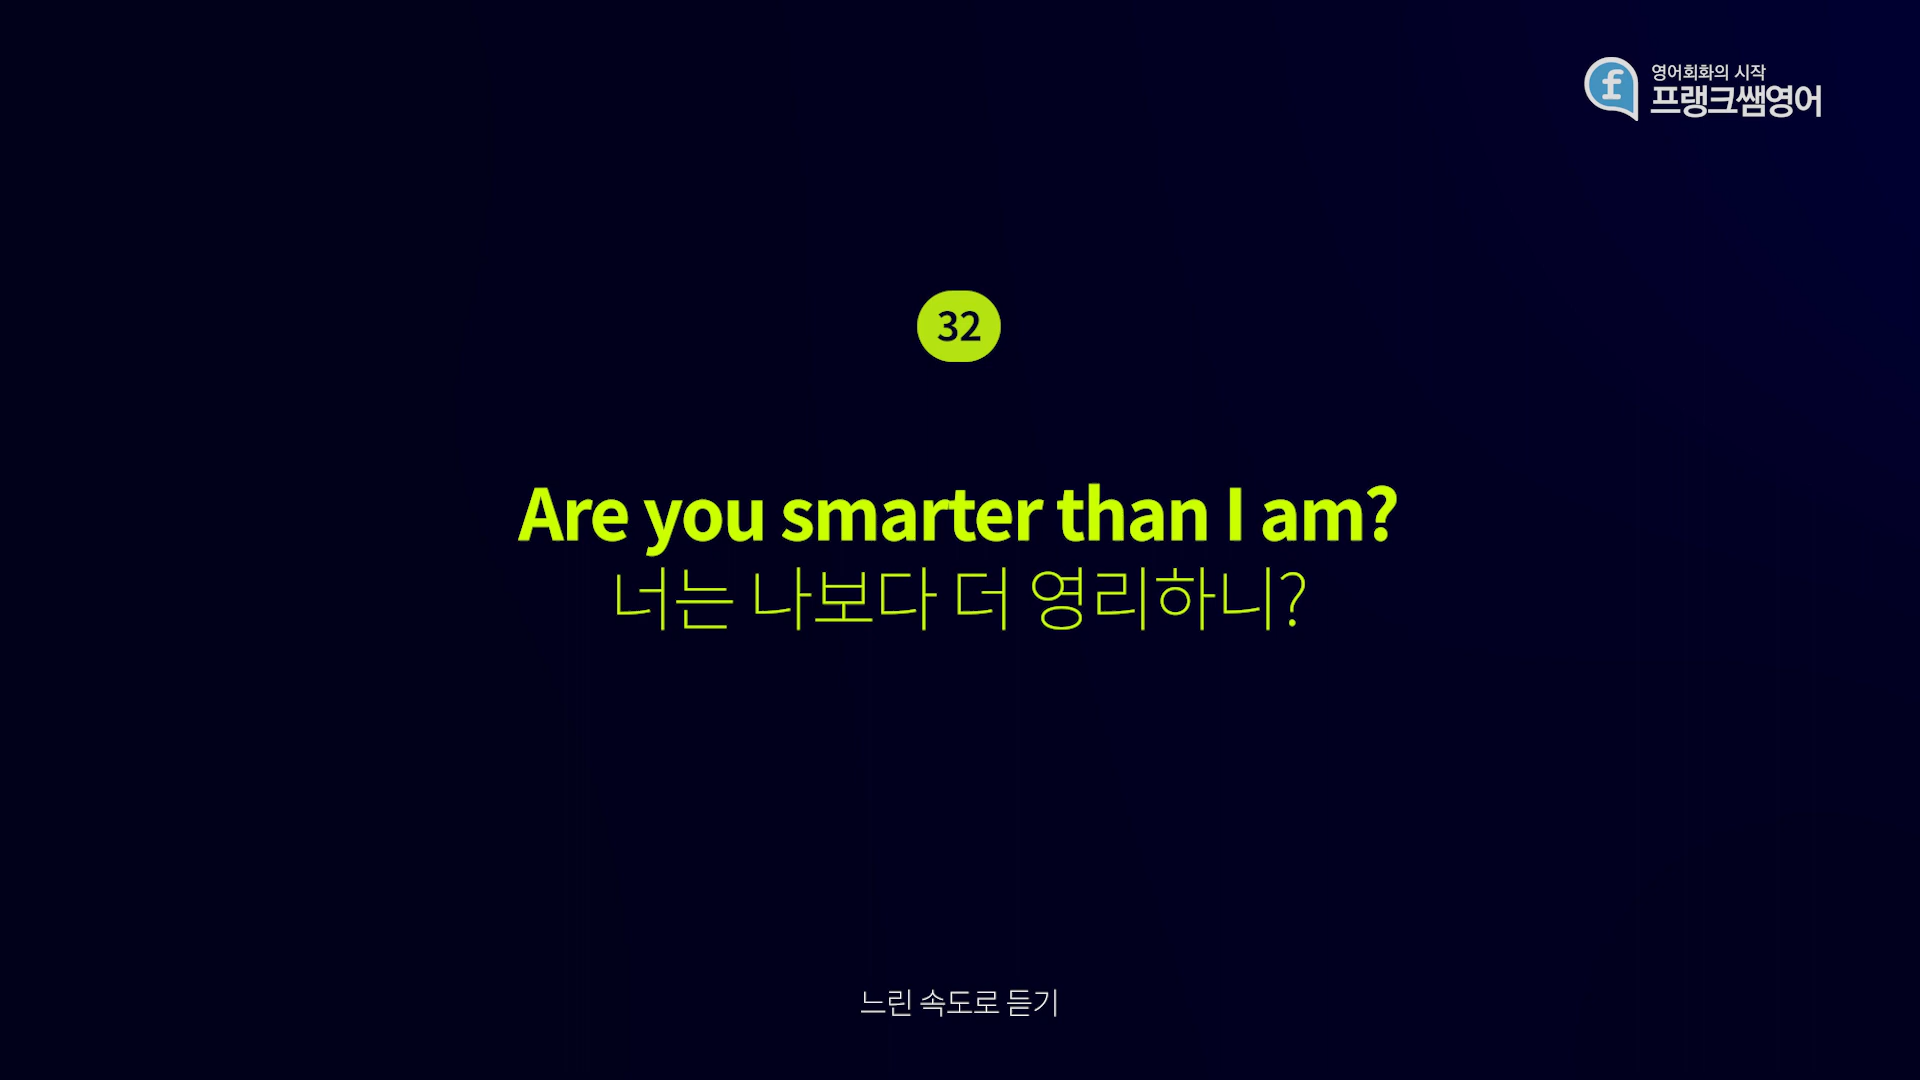 영어회화의 시작
프랭크쌤영어
32
Are you smarter than I am?
너는 나보다 더 영리하니?
느린 속도로 듣기